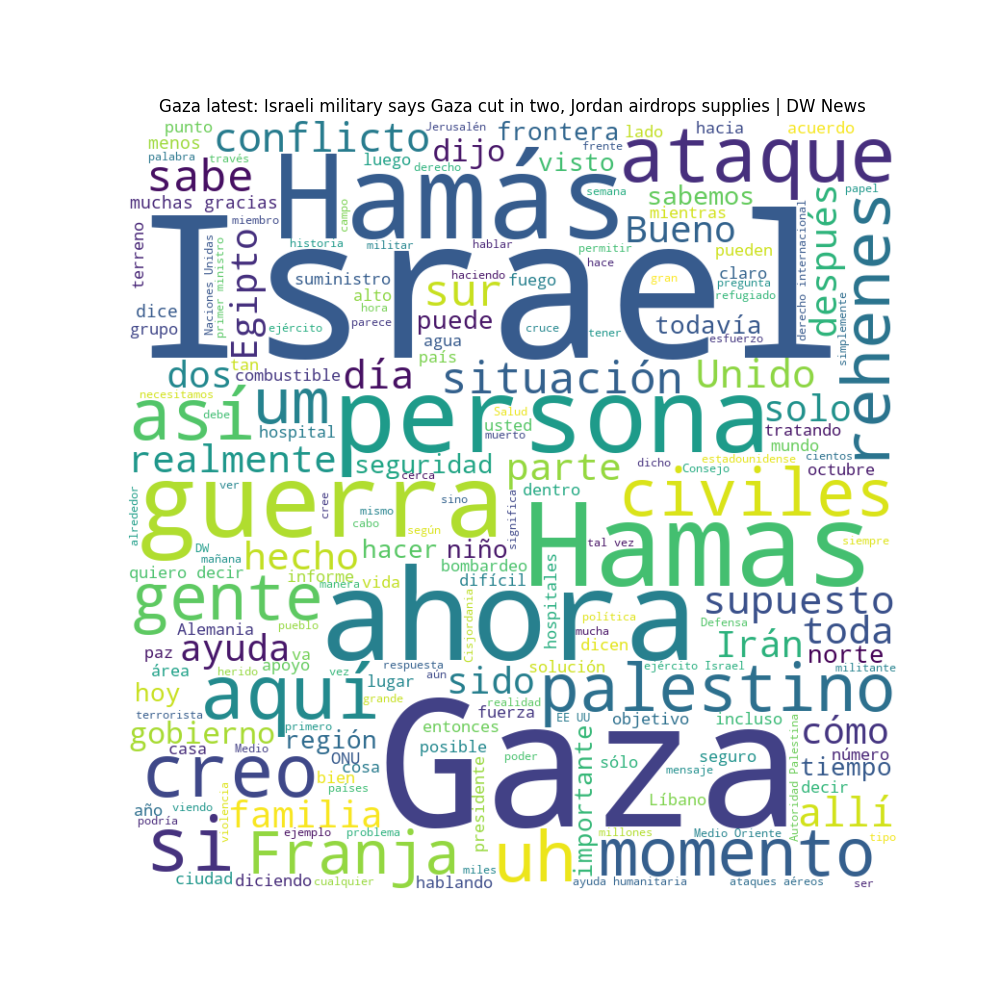 Gaza latest: Israeli military says Gaza cut in two, Jordan airdrops supplies | DW News
punto
conflicto
Jerusalén
frontera
lado
hacia
acuerdo
menos
dijo
frente
ataque
palabra
través
luego
derecho
visto
sabe
Hamás
semana
sabemos
papel
muchas gracias
campo
mientras
después
rehenes
miembro
Israel
Bueno
derecho internacional
terreno
Naciones Unidas
primer ministro
Egipto
historia
militar
hablar
permitir
pueden
suministro
haciendo
hace
gran
claro
pregunta
refugiado
simplemente
dice
alto
hora
sur
fuego
grupo
ejército
parece
puede
cruce
tener
todavía
esfuerzo
agua
país
tan
dos
combustible
día
situación
Unido
necesitamos
así
debe
um
persona
Salud
usted
solo
hospital
muerto
tratando
mundo
realmente
seguridad
cerca
parte
dicho
estadounidense
Consejo
cientos
octubre
alrededor
guerra
ver
cree
mismo
cabo
sino
significa
dentro
civiles
según
Hamas
DW
mañana
hecho
hacer
niño
tal vez
siempre
quiero decir
informe
manera
vida
bombardeo
difícil
hospitales
gente
ahora
Cisjordania
supuesto
pueblo
política
Defensa
Alemania
mucha
toda
paz
ayuda
va
dicen
Irán
norte
área
apoyo
herido
vez
respuesta
aún
solución
ejército Israel
militante
hoy
aquí
lugar
sido
grande
realidad
palestino
terrorista
fuerza
EE UU
objetivo
incluso
gobierno
primero
región
entonces
cómo
casa
Medio
ONU
cosa
posible
poder
importante
sólo
seguro
mensaje
número
creo
bien
países
Gaza
presidente
tiempo
Autoridad Palestina
decir
año
viendo
Líbano
podría
violencia
familia
allí
si
ejemplo
problema
millones
Medio Oriente
tipo
Franja
uh
momento
ciudad
diciendo
cualquier
hablando
miles
ayuda humanitaria
ataques aéreos
ser